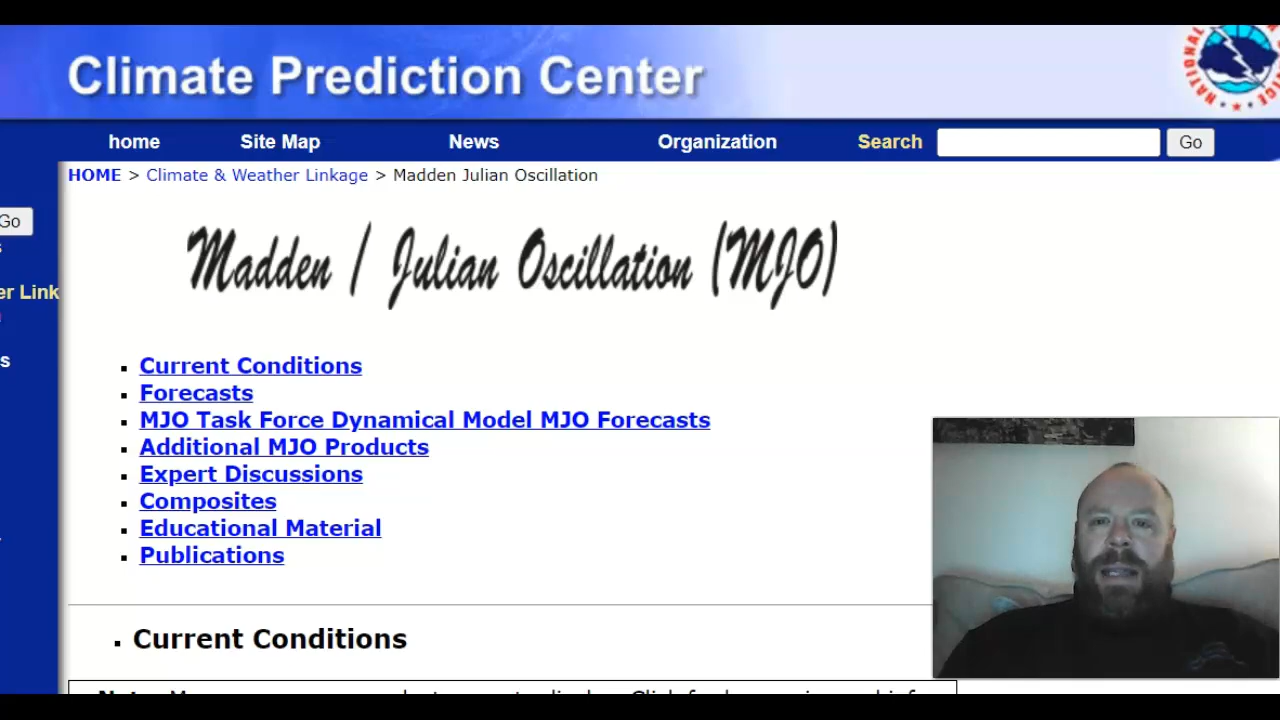 Climate Prediction Center
NATIONAL
home Site Map News Organization Search Go
HOME > Climate & Weather Linkage > Madden Julian Oscillation
Go
er Link
s
Madden / Julian Oscillation (MJO)
Current Conditions
Forecasts
MJO Task Force Dynamical Model MJO Forecasts
Additional MJO Products
Expert Discussions
Composites
Educational Material
Publications
Current Conditions